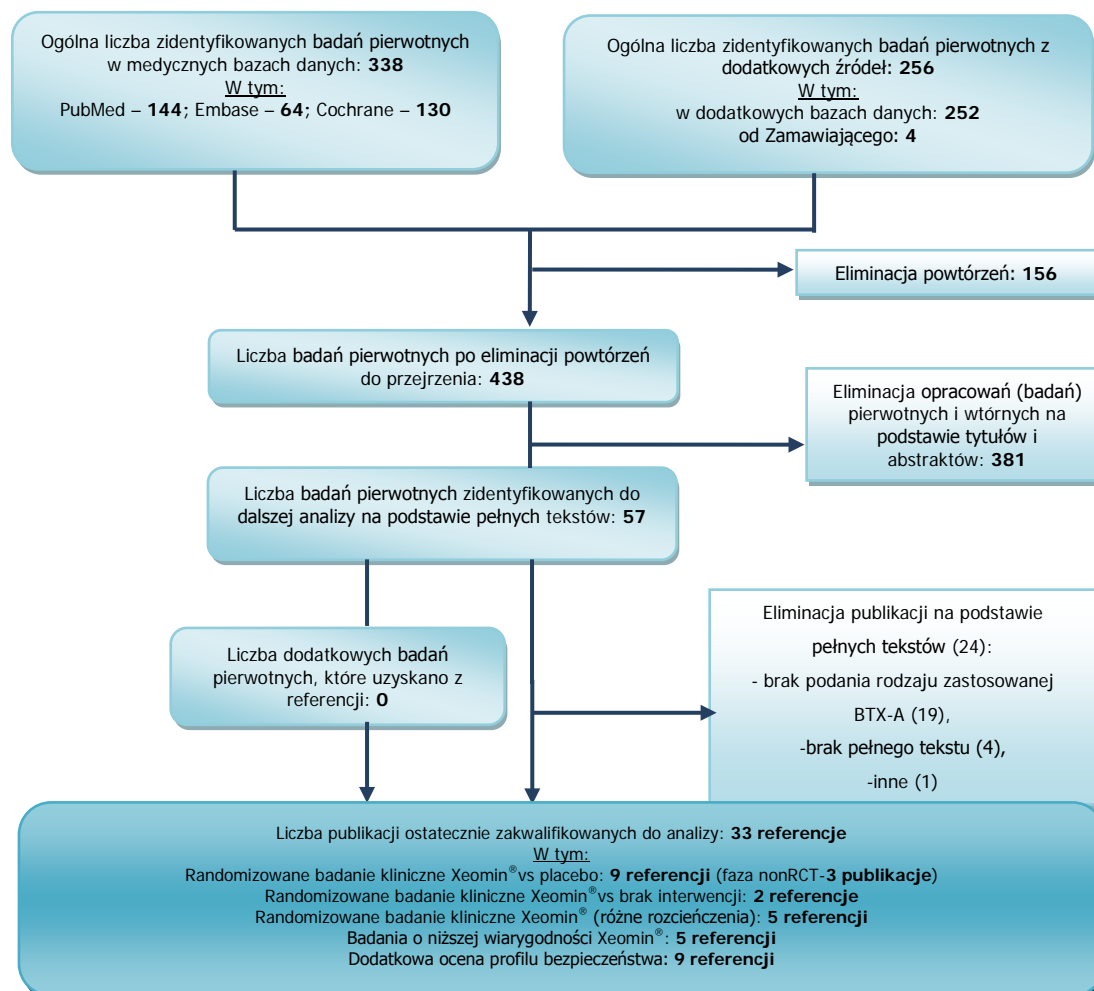 Ogólna liczba zidentyfikowanych badań pierwotnych
w medycznych bazach danych: 338
W tym:
PubMed – 144; Embase – 64; Cochrane – 130
Ogólna liczba zidentyfikowanych badań pierwotnych z
dodatkowych źródeł: 256
W tym:
w dodatkowych bazach danych: 252
od Zamawiającego: 4
Eliminacja powtórzeń: 156
Liczba badań pierwotnych po eliminacji powtórzeń
do przejrzenia: 438
Eliminacja opracowań (badań)
pierwotnych i wtórnych na
podstawie tytułów i
abstraktów: 381
Liczba badań pierwotnych zidentyfikowanych do
dalszej analizy na podstawie pełnych tekstów: 57
Eliminacja publikacji na podstawie
pełnych tekstów (24):
- brak podania rodzaju zastosowanej
BTX-A (19),
-brak pełnego tekstu (4),
-inne (1)
Liczba dodatkowych badań
pierwotnych, które uzyskano z
referencji: 0
Liczba publikacji ostatecznie zakwalifikowanych do analizy: 33 referencje
W tym:
Randomizowane badanie kliniczne Xeomin® vs placebo: 9 referencji (faza nonRCT-3 publikacje)
Randomizowane badanie kliniczne Xeomin® vs brak interwencji: 2 referencje
Randomizowane badanie kliniczne Xeomin® (różne rozcieńczenia): 5 referencji
Badania o niższej wiarygodności Xeomin®: 5 referencji
Dodatkowa ocena profilu bezpieczeństwa: 9 referencji